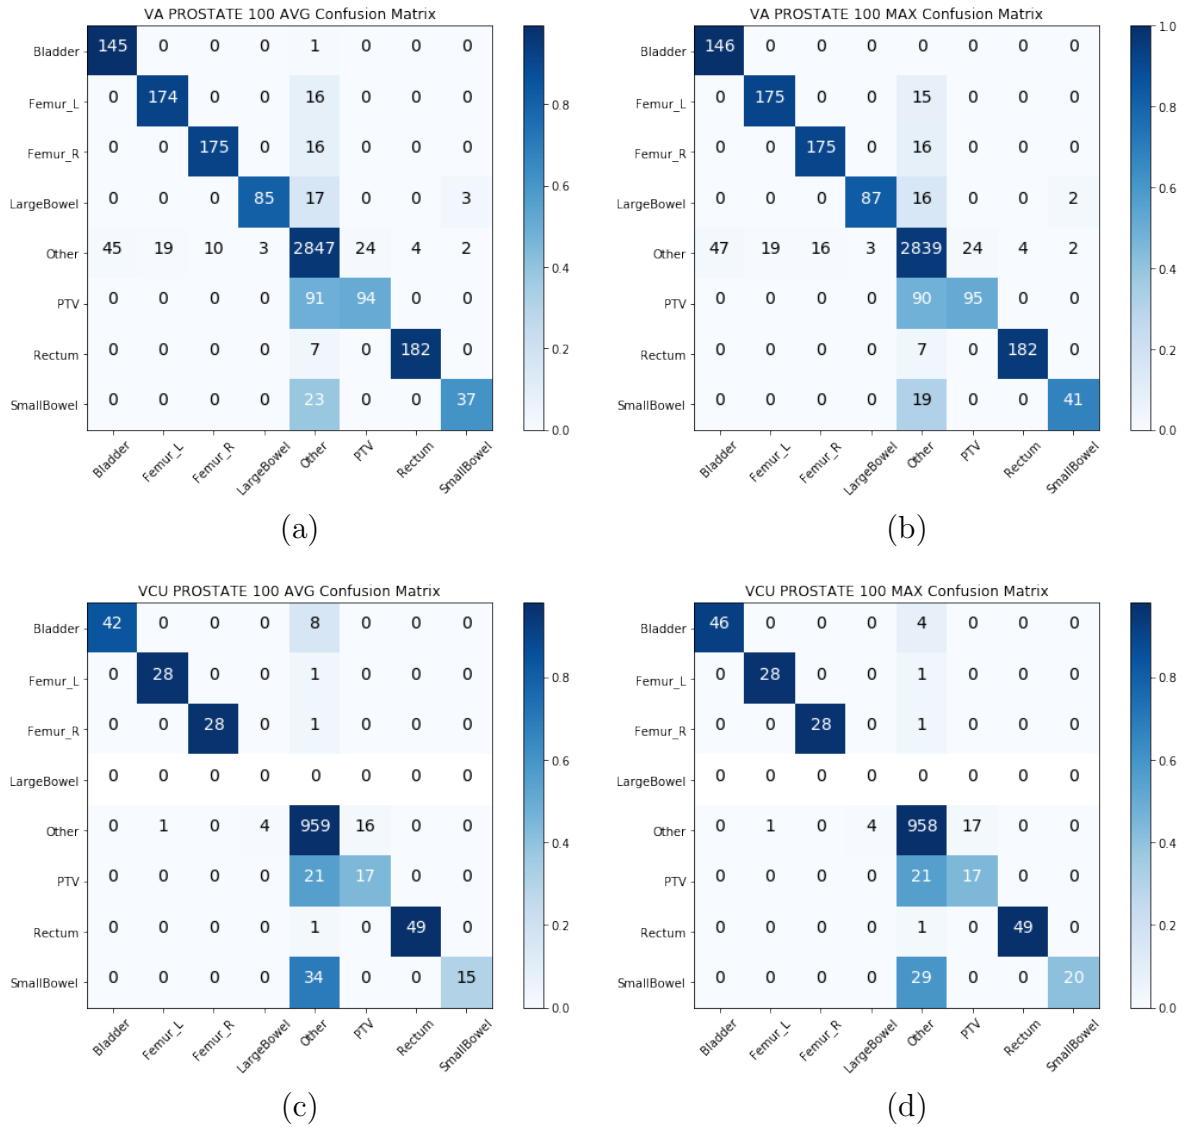 VA PROSTATE 100 AVG Confusion Matrix
Bladder 145 0 0 0 1 0 0 0
Femur_L 0 174 0 0 16 0 0 0
Femur_R 0 0 175 0 16 0 0 0
LargeBowel 0 0 0 85 17 0 0 3
Other 45 19 10 3 2847 24 4 2
PTV 0 0 0 0 91 94 0 0
Rectum 0 0 0 0 7 0 182 0
SmallBowel 0 0 0 0 23 0 0 37
Bladder Femur_L Femur_R LargeBowel Other PTV Rectum SmallBowel
0.8
0.6
0.4
0.2
0.0
(a)
VA PROSTATE 100 MAX Confusion Matrix
Bladder 146 0 0 0 0 0 0 0
Femur_L 0 175 0 0 15 0 0 0
Femur_R 0 0 175 0 16 0 0 0
LargeBowel 0 0 0 87 16 0 0 2
Other 47 19 16 3 2839 24 4 2
PTV 0 0 0 0 90 95 0 0
Rectum 0 0 0 0 7 0 182 0
SmallBowel 0 0 0 0 19 0 0 41
Bladder Femur_L Femur_R LargeBowel Other PTV Rectum SmallBowel
1.0
0.8
0.6
0.4
0.2
0.0
(b)
VCU PROSTATE 100 AVG Confusion Matrix
Bladder 42 0 0 0 8 0 0 0
Femur_L 0 28 0 0 1 0 0 0
Femur_R 0 0 28 0 1 0 0 0
LargeBowel 0 0 0 0 0 0 0 0
Other 0 1 0 4 959 16 0 0
PTV 0 0 0 0 21 17 0 0
Rectum 0 0 0 0 1 0 49 0
SmallBowel 0 0 0 0 34 0 0 15
Bladder Femur_L Femur_R LargeBowel Other PTV Rectum SmallBowel
0.8
0.6
0.4
0.2
0.0
(c)
VCU PROSTATE 100 MAX Confusion Matrix
Bladder 46 0 0 0 4 0 0 0
Femur_L 0 28 0 0 1 0 0 0
Femur_R 0 0 28 0 1 0 0 0
LargeBowel 0 0 0 0 0 0 0 0
Other 0 1 0 4 958 17 0 0
PTV 0 0 0 0 21 17 0 0
Rectum 0 0 0 0 1 0 49 0
SmallBowel 0 0 0 0 29 0 0 20
Bladder Femur_L Femur_R LargeBowel Other PTV Rectum SmallBowel
0.8
0.6
0.4
0.2
0.0
(d)